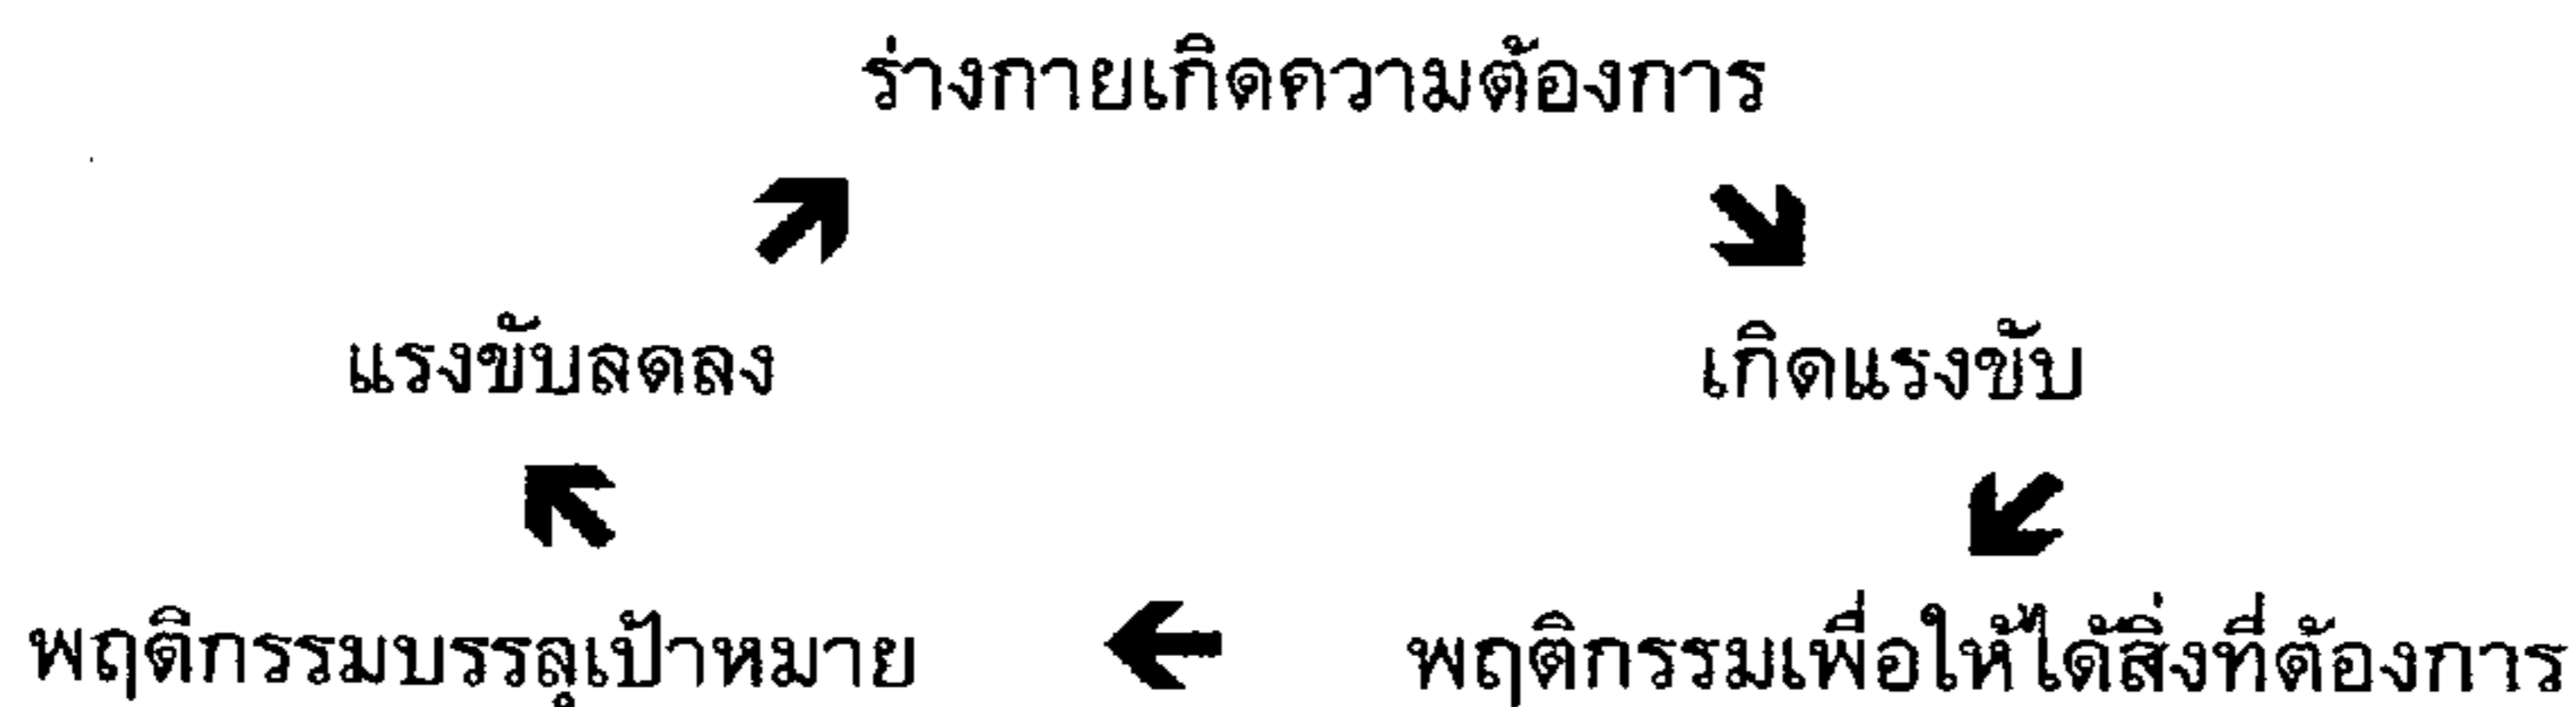 ร่างกายเกิดความต้องการ
แรงขับลดลง
เกิดแรงขับ
พฤติกรรมบรรลุเป้าหมาย
พฤติกรรมเพื่อให้ได้สิ่งที่ต้องการ